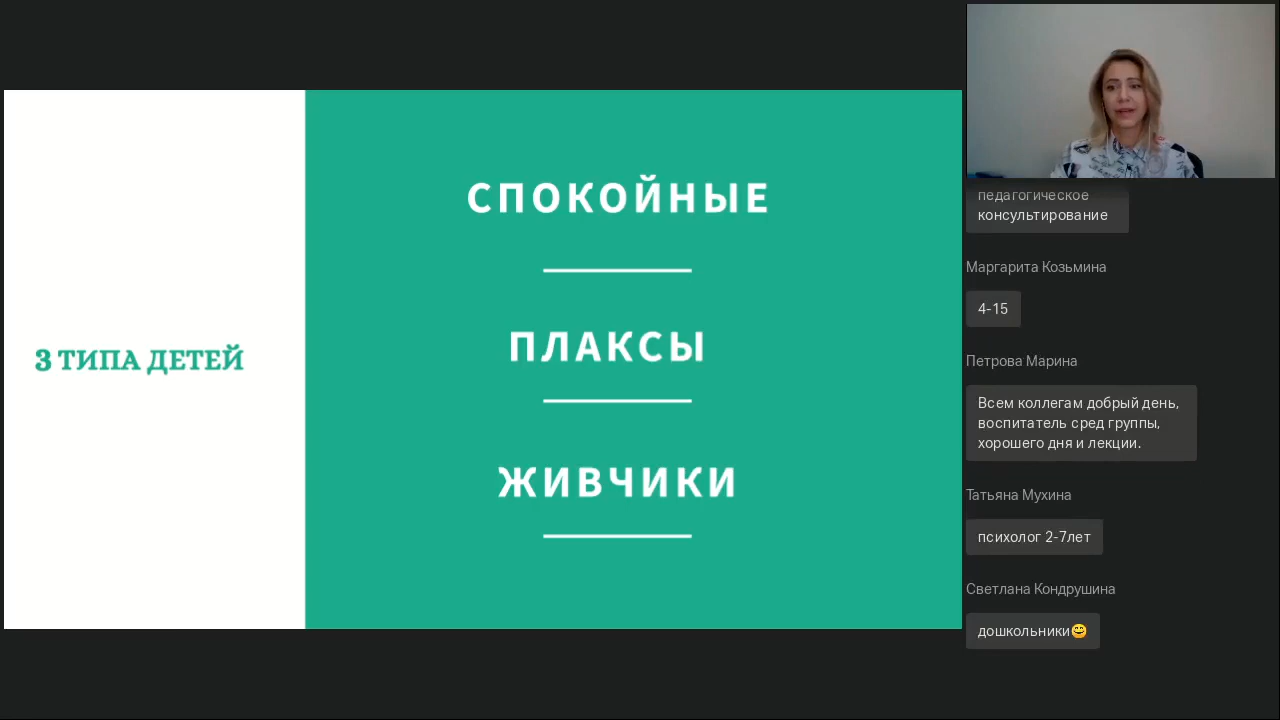 3 ТИПА ДЕТЕЙ
СПОКОЙНЫЕ
ПЛАКСЫ
ЖИВЧИКИ
педагогическое
консультирование
Маргарита Козьмина
4-15
Петрова Марина
Всем коллегам добрый день,
воспитатель сред группы,
хорошего дня и лекции.
Татьяна Мухина
психолог 2-7лет
Светлана Кондрушина
дошкольники😄